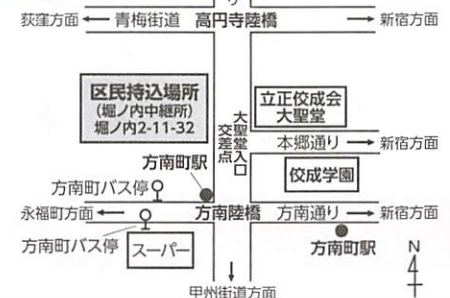 荻窪方面
青梅街道
高円寺陸橋
新宿方面
区民持込場所
(堀ノ内中継所)
堀ノ内2-11-32
大聖堂入口
交差点
立正佼成会
大聖堂
本郷通り
新宿方面
佼成学園
方南町駅
方南町バス停
永福町方面
方南陸橋
方南通り
新宿方面
方南町バス停
スーパー
方南町駅
N
甲州街道方面